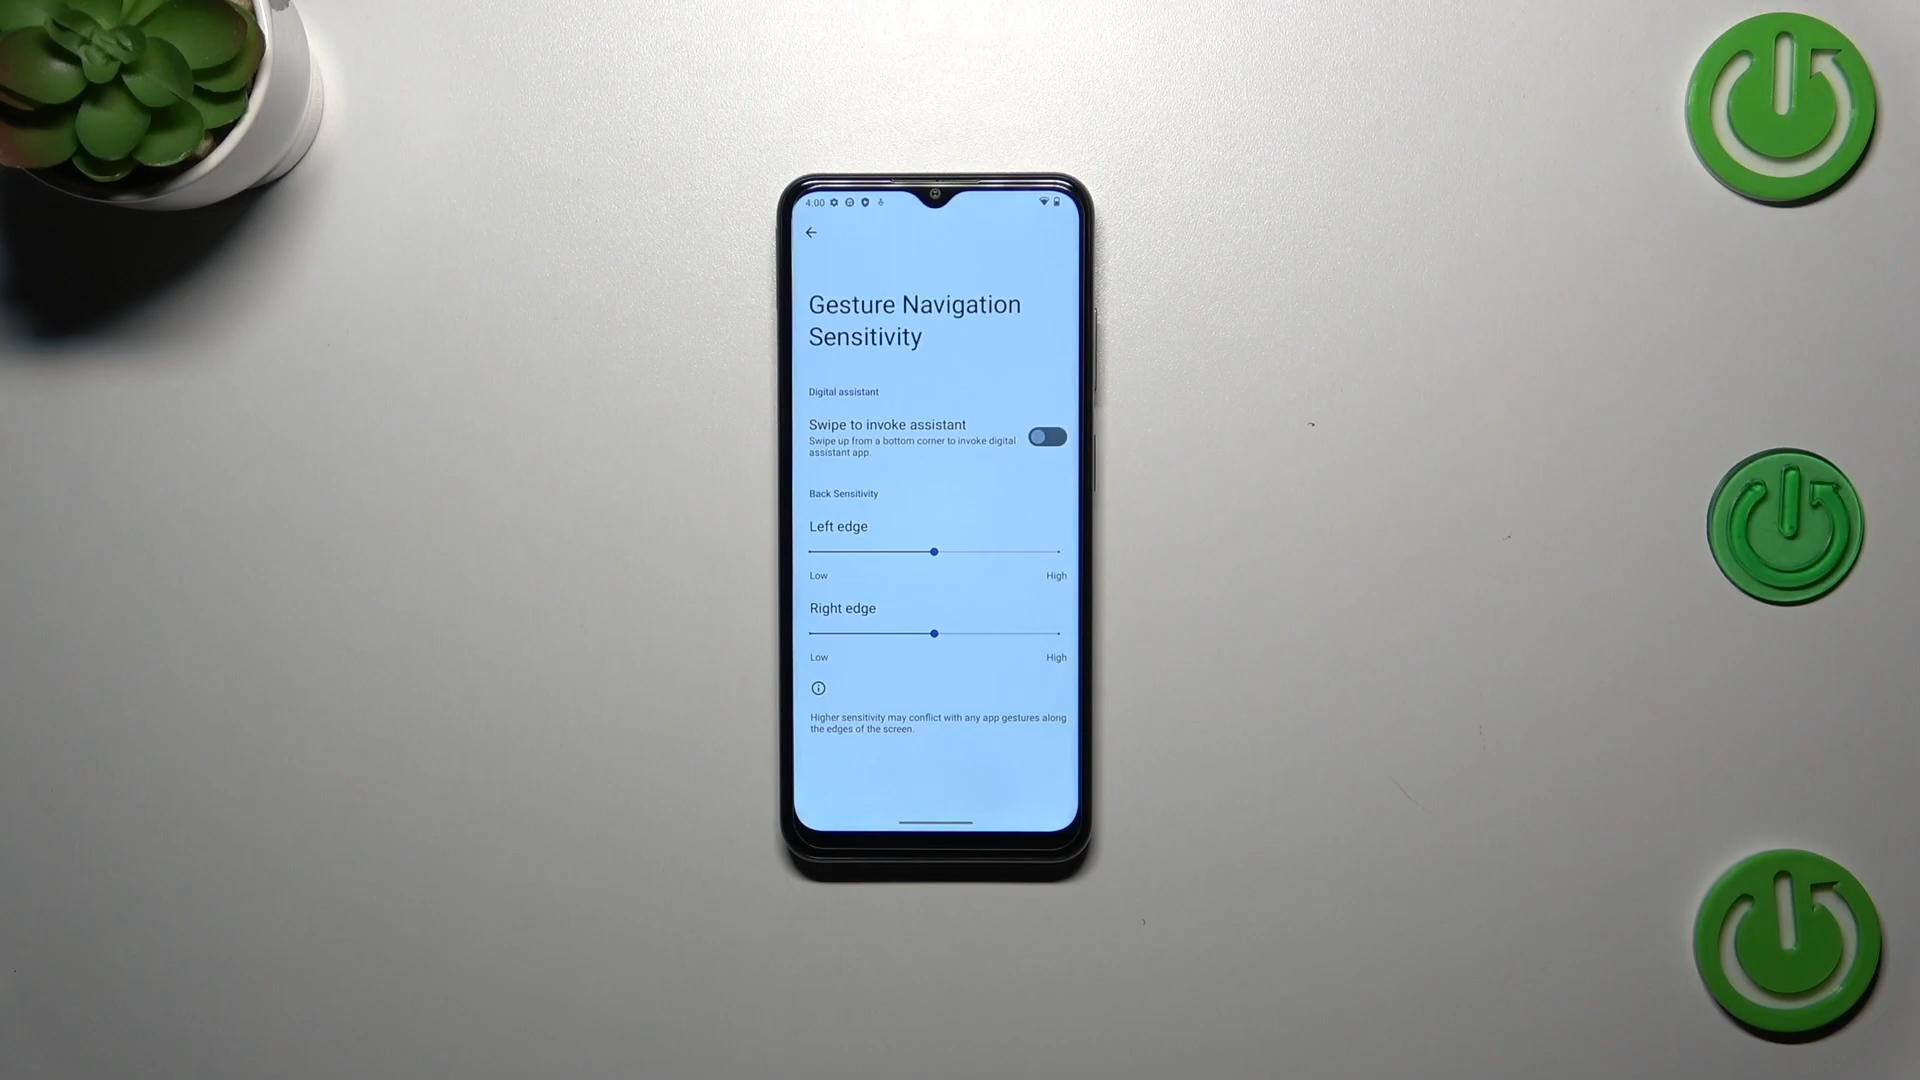 4:00
Gesture Navigation
Sensitivity
Digital assistant
Swipe to invoke assistant
Swipe up from a bottom corner to invoke digital
assistant app.
Back Sensitivity
Left edge
Low High
Right edge
Low High
Higher sensitivity may conflict with any app gestures along
the edges of the screen.